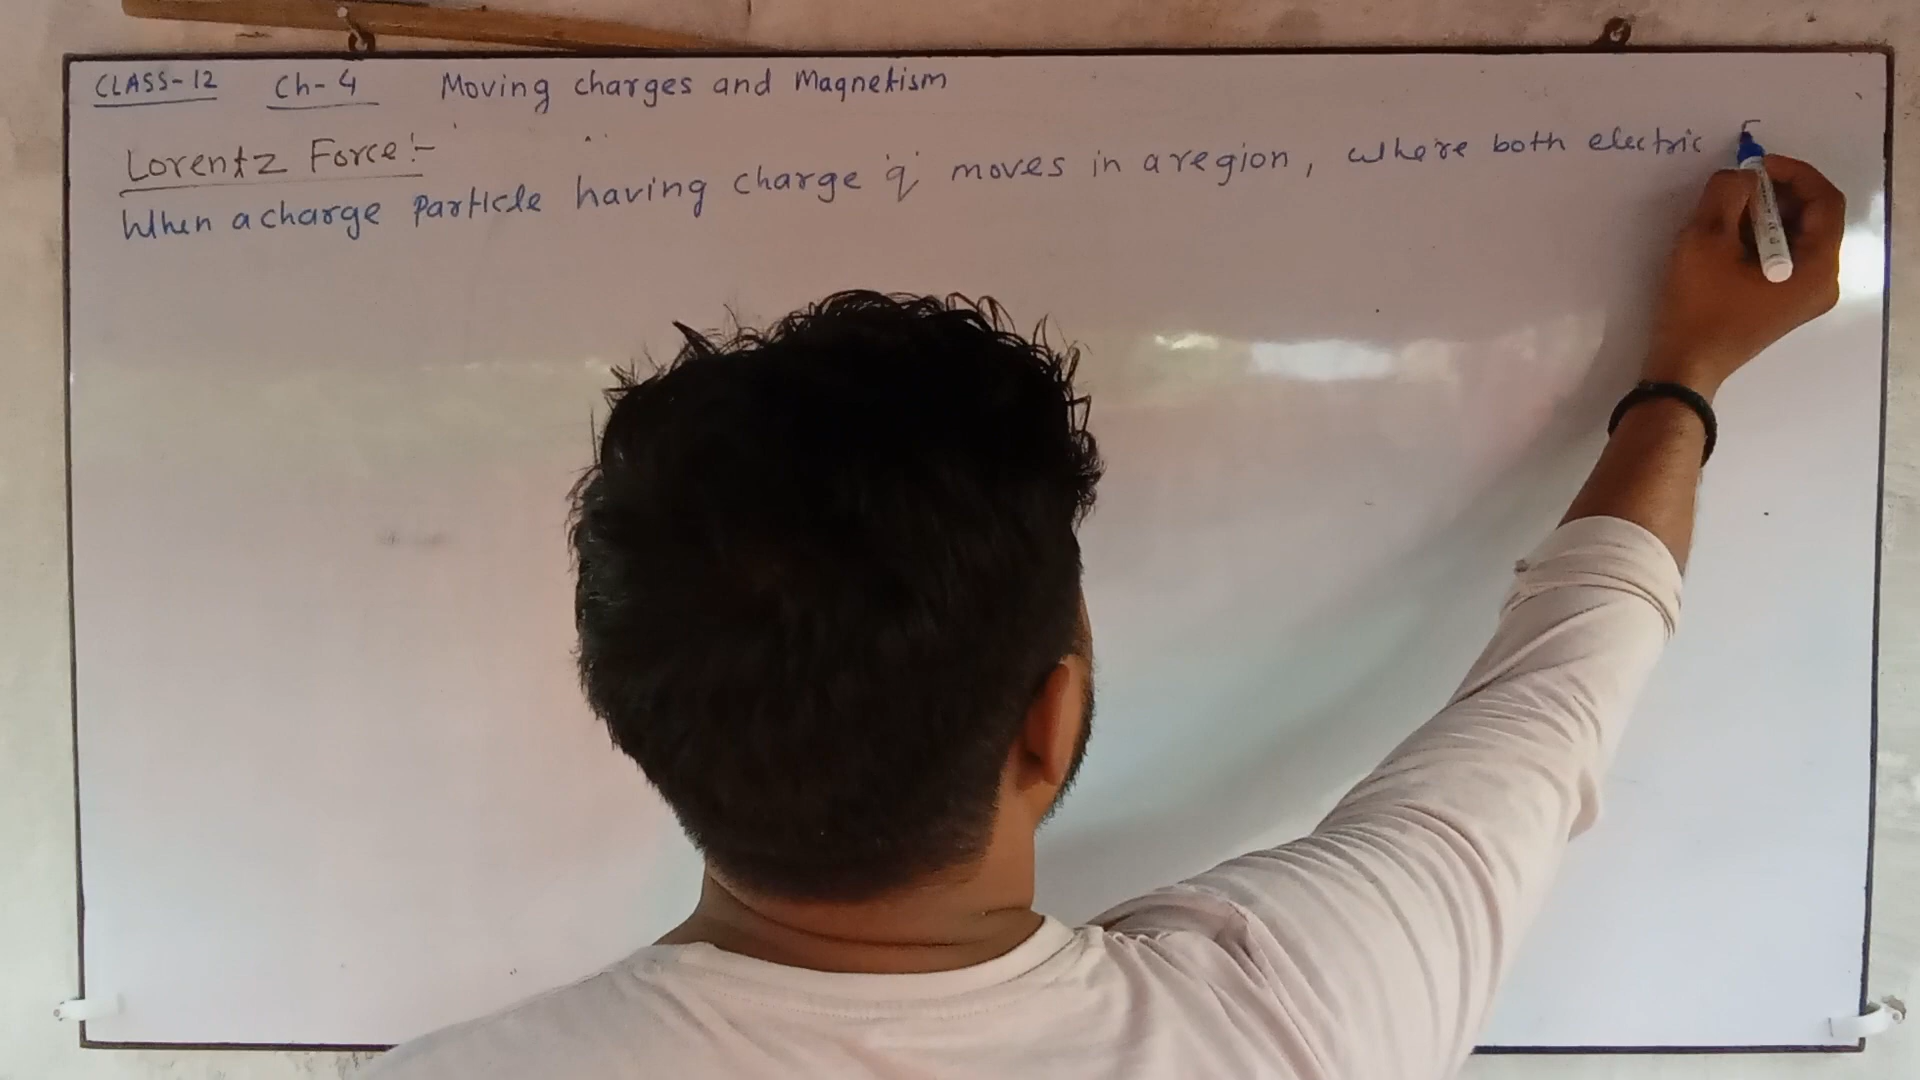 CLASS-12 Ch-4 Moving charges and Magnetism
Lorentz Force:-
When a charge particle having charge 'q' moves in a region, where both electric